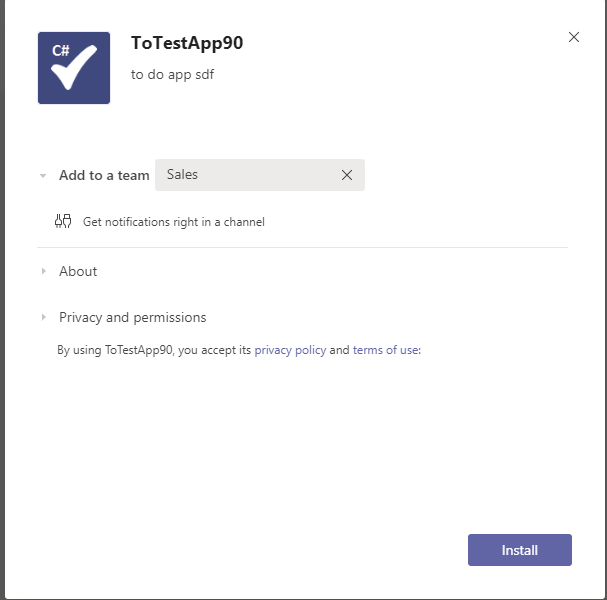 C#
ToTestApp90
to do app sdf
Add to a team Sales
Get notifications right in a channel
About
Privacy and permissions
By using ToTestApp90, you accept its privacy policy and terms of use:
Install